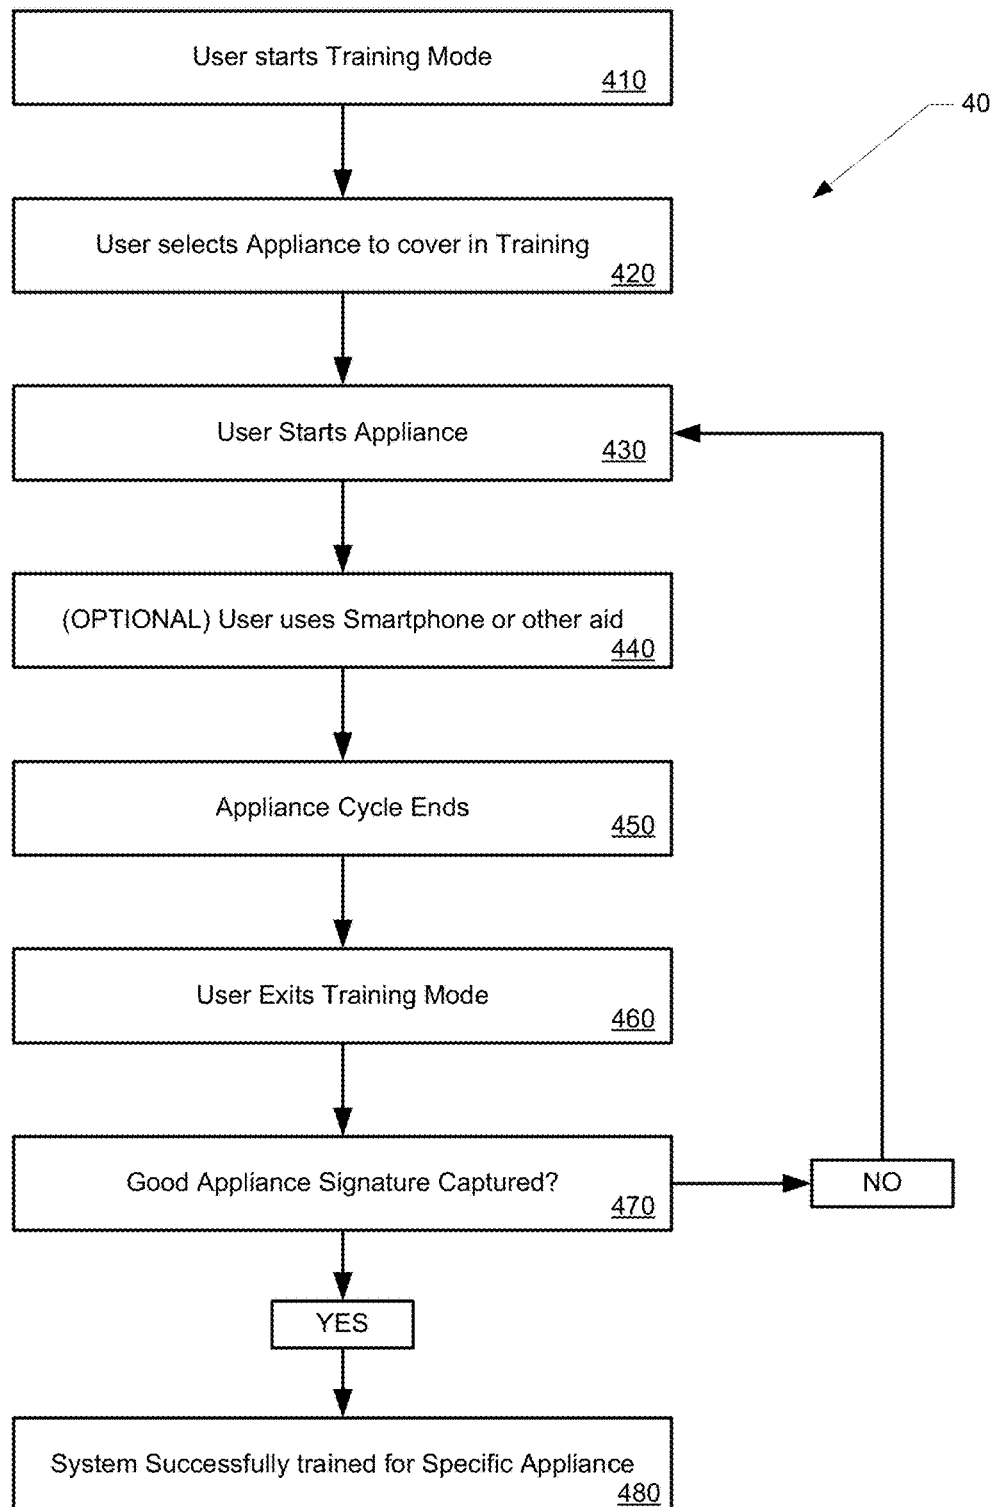 User starts Training Mode
410
40
User selects Appliance to cover in Training
420
User Starts Appliance
430
(OPTIONAL) User uses Smartphone or other aid
440
Appliance Cycle Ends
450
User Exits Training Mode
460
Good Appliance Signature Captured?
470
NO
YES
System Successfully trained for Specific Appliance
480